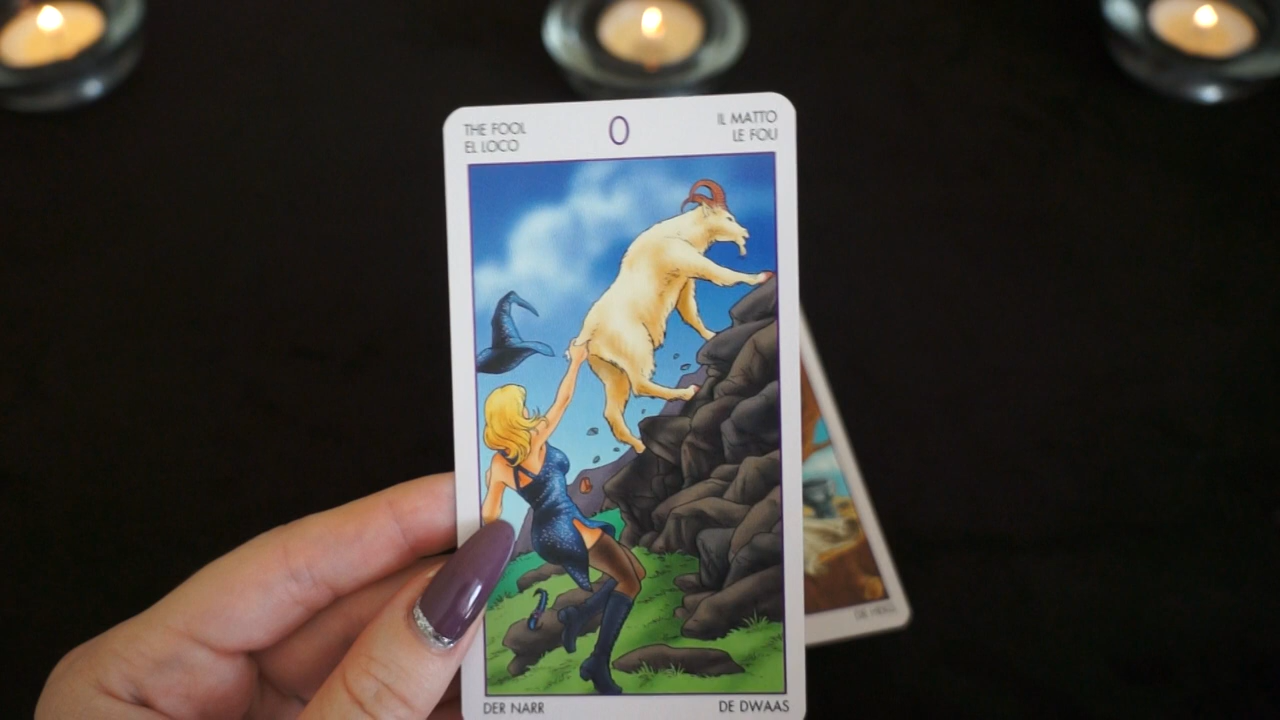 THE FOOL
EL LOCO
0
IL MATTO
LE FOU
DER NARR
DE DWAAS